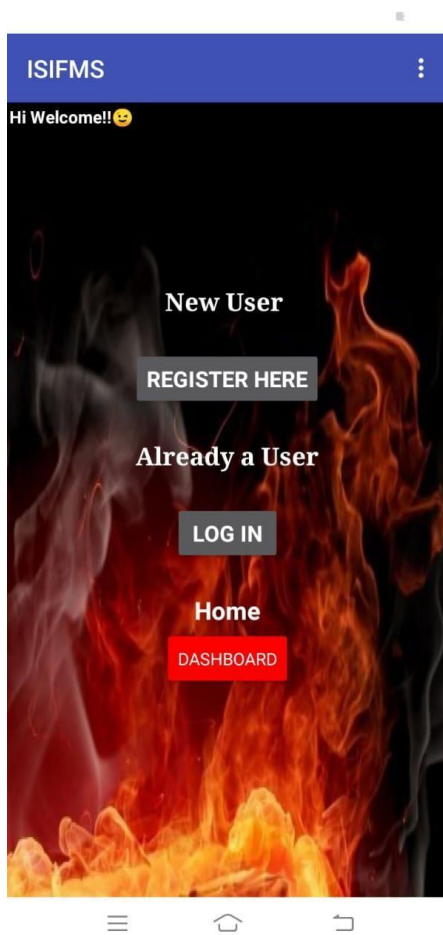 ISIFMS
Hi Welcome!!😉
New User
REGISTER HERE
Already a User
LOG IN
Home
DASHBOARD